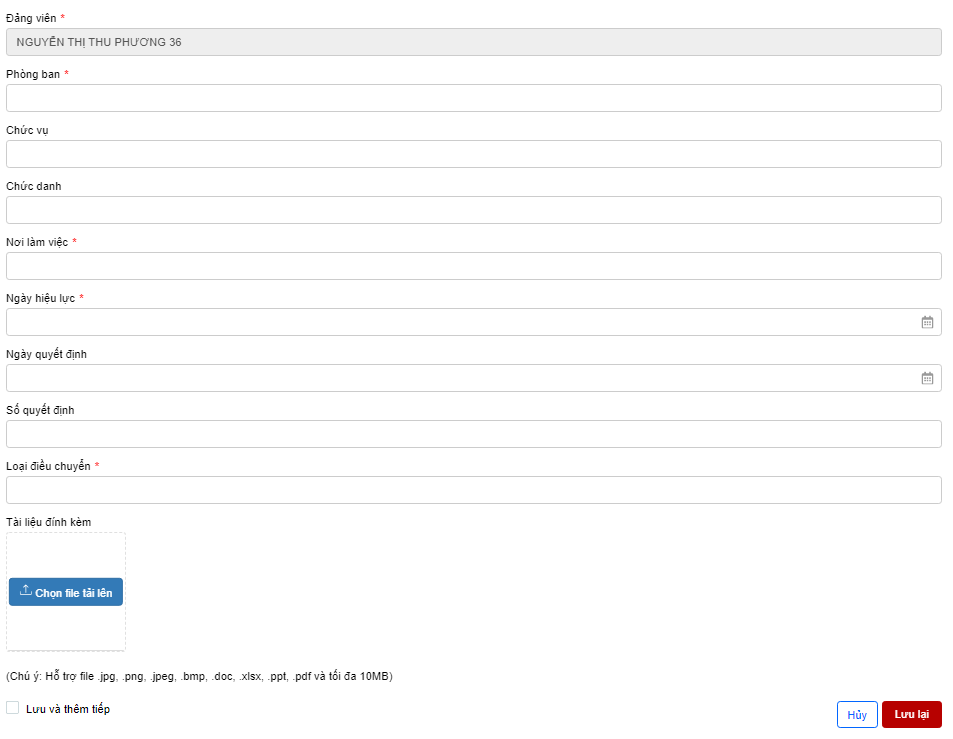 Đảng viên *
NGUYỄN THỊ THU PHƯƠNG 36
Phòng ban *
Chức vụ
Chức danh
Nơi làm việc *
Ngày hiệu lực *
Ngày quyết định
Số quyết định
Loại điều chuyển *
Tài liệu đính kèm
Chọn file tải lên
(Chú ý: Hỗ trợ file .jpg, .png, .jpeg, .bmp, .doc, .xlsx, .ppt, .pdf và tối đa 10MB)
Lưu và thêm tiếp
Hủy
Lưu lại